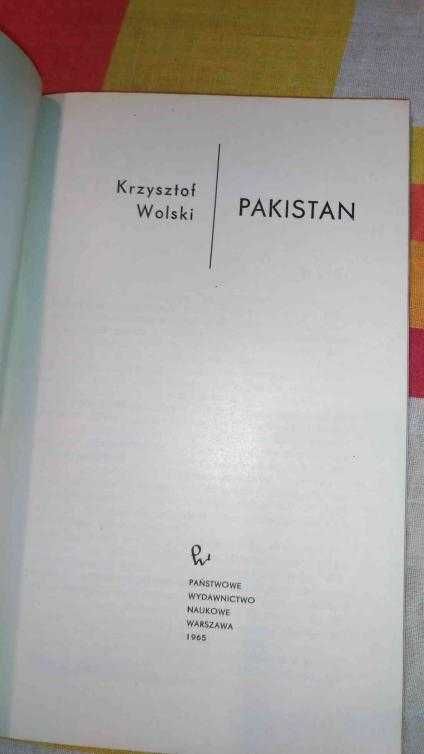 Krzysztof
Wolski
PAKISTAN
PAŃSTWOWE
WYDAWNICTWO
NAUKOWE
WARSZAWA
1965